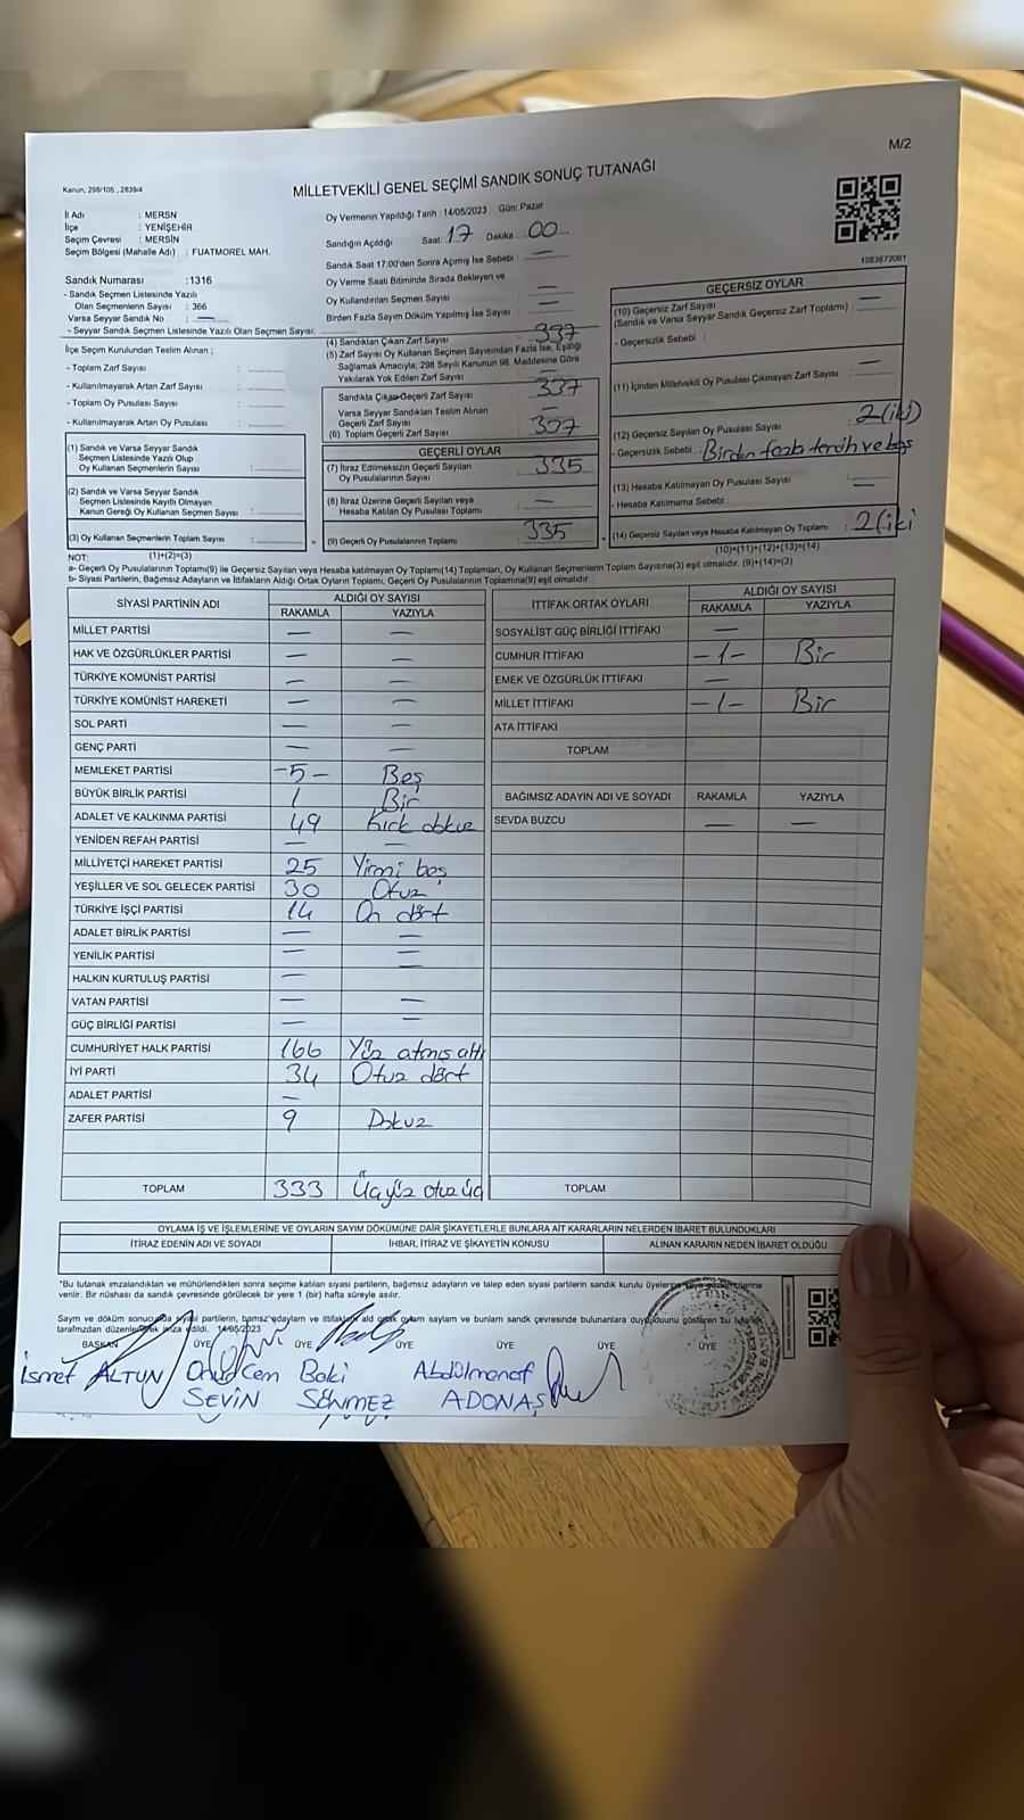 M/2
Kanun, 298/105 , 2839/4
MİLLETVEKİLİ GENEL SEÇİMİ SANDIK SONUÇ TUTANAĞI
İl Adı : MERSN
İlçe : YENİŞEHİR
Seçim Çevresi : MERSİN
Seçim Bölgesi (Mahalle Adı) : FUATMOREL MAH.
Sandık Numarası : 1316
- Sandık Seçmen Listesinde Yazılı
Olan Seçmenlerin Sayısı : 366
Varsa Seyyar Sandık No : —
- Seyyar Sandık Seçmen Listesinde Yazılı Olan Seçmen Sayısı:
İlçe Seçim Kurulundan Teslim Alınan ;
- Toplam Zarf Sayısı :
- Kullanılmayarak Artan Zarf Sayısı :
- Toplam Oy Pusulası Sayısı :
- Kullanılmayarak Artan Oy Pusulası :
(1) Sandık ve Varsa Seyyar Sandık
Seçmen Listesinde Yazılı Olup
Oy Kullanan Seçmenlerin Sayısı :
(2) Sandık ve Varsa Seyyar Sandık
Seçmen Listesinde Kayıtlı Olmayan
Kanun Gereği Oy Kullanan Seçmen Sayısı :
(3) Oy Kullanan Seçmenlerin Toplam Sayısı :
Oy Vermenin Yapıldığı Tarih : 14/05/2023 Gün: Pazar
Sandığın Açıldığı Saat: 17 Dakika : 00
Sandık Saat 17:00'den Sonra Açılmış İse Sebebi : —
Oy Verme Saati Bitiminde Sırada Bekleyen ve
Oy Kullandırılan Seçmen Sayısı —
Birden Fazla Sayım Döküm Yapılmış İse Sayısı —
(4) Sandıktan Çıkan Zarf Sayısı 337
(5) Zarf Sayısı Oy Kullanan Seçmen Sayısından Fazla İse, Eşitliği
Sağlamak Amacıyla, 298 Sayılı Kanunun 98. Maddesine Göre
Yakılarak Yok Edilen Zarf Sayısı —
Sandıkta Çıkan Geçerli Zarf Sayısı 337
Varsa Seyyar Sandıktan Teslim Alınan
Geçerli Zarf Sayısı —
(6) Toplam Geçerli Zarf Sayısı 337
GEÇERLİ OYLAR
(7) İtiraz Edilmeksizin Geçerli Sayılan
Oy Pusulalarının Sayısı 335
(8) İtiraz Üzerine Geçerli Sayılan veya
Hesaba Katılan Oy Pusulası Toplamı —
(9) Geçerli Oy Pusulalarının Toplamı 335
1083872001
GEÇERSİZ OYLAR
(10) Geçersiz Zarf Sayısı —
(Sandık ve Varsa Seyyar Sandık Geçersiz Zarf Toplamı) :
- Geçersizlik Sebebi :
(11) İçinden Milletvekili Oy Pusulası Çıkmayan Zarf Sayısı —
(12) Geçersiz Sayılan Oy Pusulası Sayısı 2(iki)
- Geçersizlik Sebebi : Birden fazla tercih ve boş
(13) Hesaba Katılmayan Oy Pusulası Sayısı —
- Hesaba Katılmama Sebebi
(14) Geçersiz Sayılan veya Hesaba Katılmayan Oy Toplamı : 2(iki
(10)+(11)+(12)+(13)=(14)
NOT: (1)+(2)=(3)
a- Geçerli Oy Pusulalarının Toplamı(9) ile Geçersiz Sayılan veya Hesaba katılmayan Oy Toplamı(14) Toplamları, Oy Kullanan Seçmenlerin Toplam Sayısına(3) eşit olmalıdır. (9)+(14)=(3)
b- Siyasi Partilerin, Bağımsız Adayların ve İttifakların Aldığı Ortak Oyların Toplamı, Geçerli Oy Pusulalarının Toplamına(9) eşit olmalıdır.
SİYASİ PARTİNİN ADI ALDIĞI OY SAYISI
RAKAMLA YAZIYLA
MİLLET PARTİSİ — —
HAK VE ÖZGÜRLÜKLER PARTİSİ — —
TÜRKİYE KOMÜNİST PARTİSİ — —
TÜRKİYE KOMÜNİST HAREKETİ — —
SOL PARTİ — —
GENÇ PARTİ — —
MEMLEKET PARTİSİ -5- Beş
BÜYÜK BİRLİK PARTİSİ 1 Bir
ADALET VE KALKINMA PARTİSİ 49 Kırk dokuz
YENİDEN REFAH PARTİSİ — —
MİLLİYETÇİ HAREKET PARTİSİ 25 Yirmi beş
YEŞİLLER VE SOL GELECEK PARTİSİ 30 Otuz
TÜRKİYE İŞÇİ PARTİSİ 14 On dört
ADALET BİRLİK PARTİSİ — —
YENİLİK PARTİSİ — —
HALKIN KURTULUŞ PARTİSİ — —
VATAN PARTİSİ — —
GÜÇ BİRLİĞİ PARTİSİ — —
CUMHURİYET HALK PARTİSİ 166 Yüz atmış altı
İYİ PARTİ 34 Otuz dört
ADALET PARTİSİ —
ZAFER PARTİSİ 9 Dokuz
TOPLAM 333 Üçyüz otuz üç
İTTİFAK ORTAK OYLARI ALDIĞI OY SAYISI
RAKAMLA YAZIYLA
SOSYALİST GÜÇ BİRLİĞİ İTTİFAKI —
CUMHUR İTTİFAKI -1- Bir
EMEK VE ÖZGÜRLÜK İTTİFAKI —
MİLLET İTTİFAKI -1- Bir
ATA İTTİFAKI
TOPLAM
BAĞIMSIZ ADAYIN ADI VE SOYADI RAKAMLA YAZIYLA
SEVDA BUZCU — —
TOPLAM
OYLAMA İŞ VE İŞLEMLERİNE VE OYLARIN SAYIM DÖKÜMÜNE DAİR ŞİKAYETLERLE BUNLARA AİT KARARLARIN NELERDEN İBARET BULUNDUKLARI
İTİRAZ EDENİN ADI VE SOYADI İHBAR, İTİRAZ VE ŞİKAYETİN KONUSU ALINAN KARARIN NEDEN İBARET OLDUĞU
*Bu tutanak imzalandıktan ve mühürlendikten sonra seçime katılan siyasi partilerin, bağımsız adayların ve talep eden siyasi partilerin sandık kurulu
verilir. Bir nüshası da sandık çevresinde görülecek bir yere 1 (bir) hafta süreyle asılır.
Sayım ve döküm
tarafımızdan 14/05/2023
BAŞKAN ÜYE ÜYE ÜYE ÜYE ÜYE ÜYE
İsmet ALTUN Onur Cem Baki Abdülmenaf
SEVİN SÖNMEZ ADONAŞ